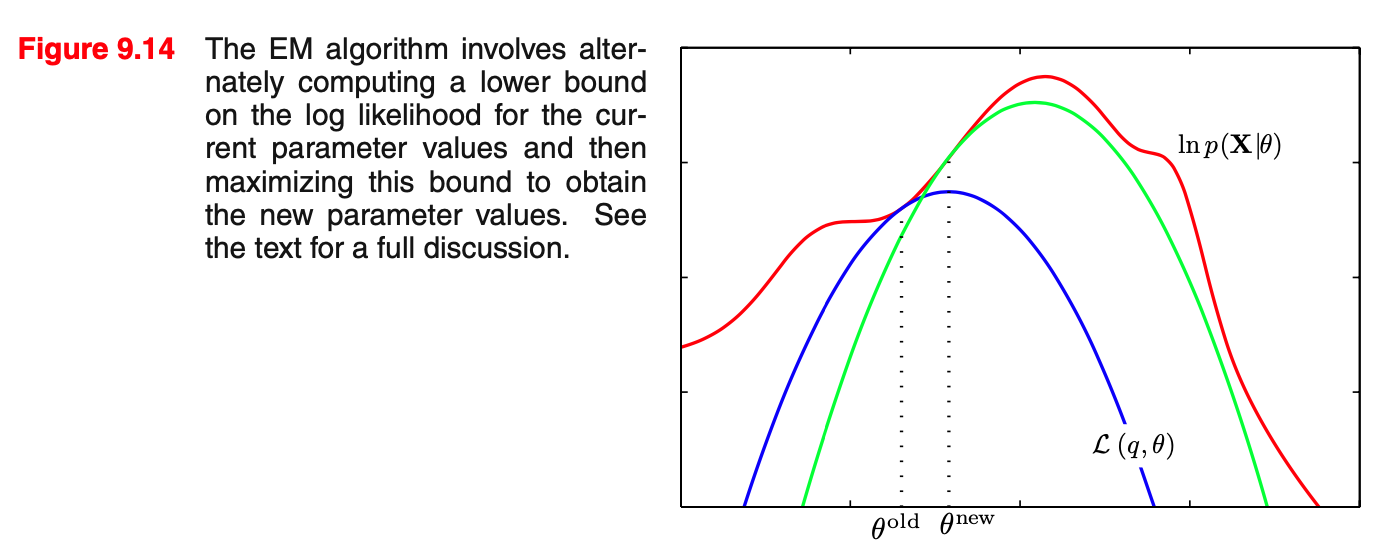 Figure 9.14 The EM algorithm involves alter-
nately computing a lower bound
on the log likelihood for the cur-
rent parameter values and then
maximizing this bound to obtain
the new parameter values. See
the text for a full discussion.
ln p(X|θ)
ℒ (q, θ)
θ^old θ^new